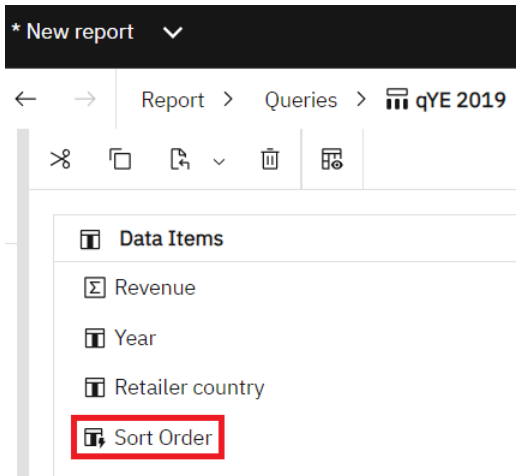 * New report
Report > Queries > qYE 2019
Data Items
Revenue
Year
Retailer country
Sort Order